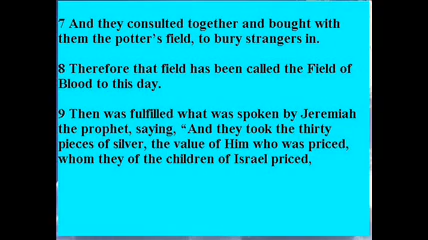 7 And they consulted together and bought with
them the potter's field, to bury strangers in.
8 Therefore that field has been called the Field of
Blood to this day.
9 Then was fulfilled what was spoken by Jeremiah
the prophet, saying, “And they took the thirty
pieces of silver, the value of Him who was priced,
whom they of the children of Israel priced,